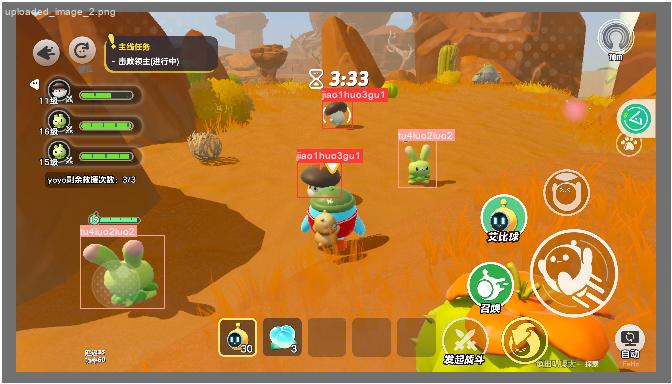 uploaded_image_2.png
主线任务
- 击败领主(进行中)
10m
3:33
11级
16级
15级
yoyo剩余救援次数: 3/3
jiao1huo3gu1
jiao1huo3gu1
tu4luo2luo2
tu4luo2luo2
艾比球
召唤
发起战斗
自动
30
3